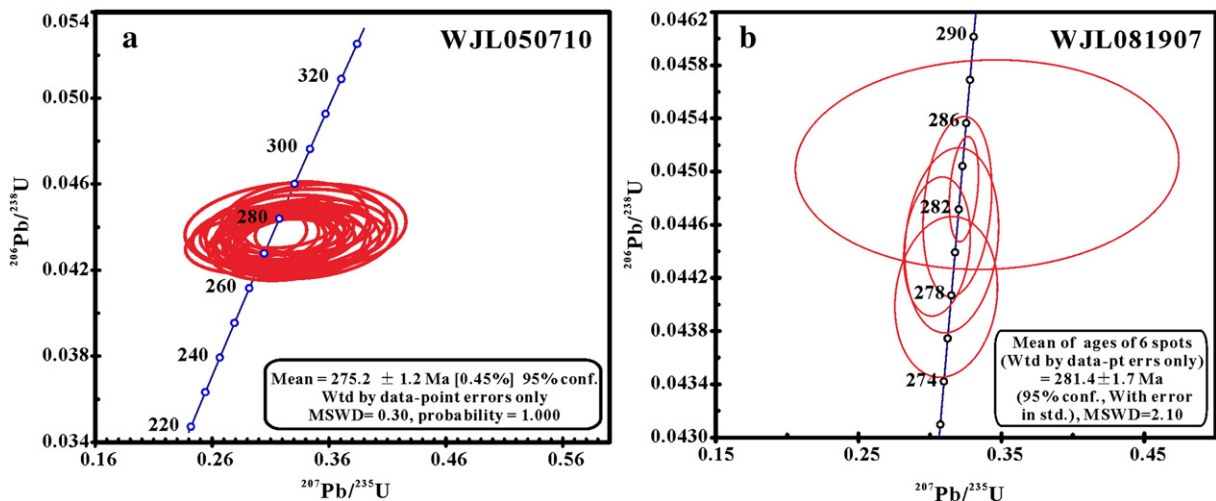 a
WJL050710
0.054
0.050
0.046
0.042
0.038
0.034
²⁰⁶Pb/²³⁸U
320
300
280
260
240
220
Mean = 275.2 ± 1.2 Ma [0.45%] 95% conf.
Wtd by data-point errors only
MSWD= 0.30, probability = 1.000
0.16
0.26
0.36
0.46
0.56
²⁰⁷Pb/²³⁵U
b
WJL081907
0.0462
0.0458
0.0454
0.0450
0.0446
0.0442
0.0438
0.0434
0.0430
²⁰⁶Pb/²³⁸U
290
286
282
278
274
Mean of ages of 6 spots
(Wtd by data-pt errs only)
= 281.4±1.7 Ma
(95% conf., With error
in std.), MSWD=2.10
0.15
0.25
0.35
0.45
²⁰⁷Pb/²³⁵U